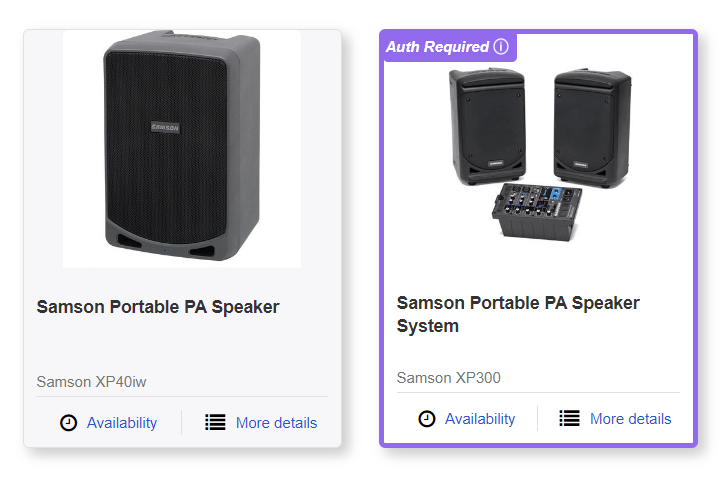 SAMSON
Samson Portable PA Speaker
Samson XP40iw
Availability
More details
Auth Required ⓘ
Samson Portable PA Speaker
System
Samson XP300
Availability
More details